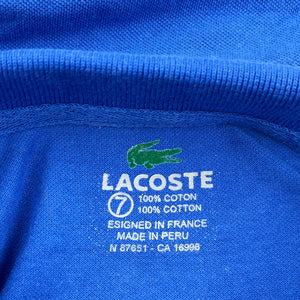 LACOSTE
7 100% COTON
100% COTTON
ESIGNED IN FRANCE
MADE IN PERU
N 87651 - CA 16998